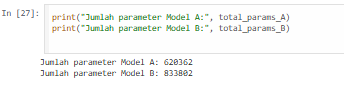 In [27]:
print("Jumlah parameter Model A:", total_params_A)
print("Jumlah parameter Model B:", total_params_B)
Jumlah parameter Model A: 620362
Jumlah parameter Model B: 833802